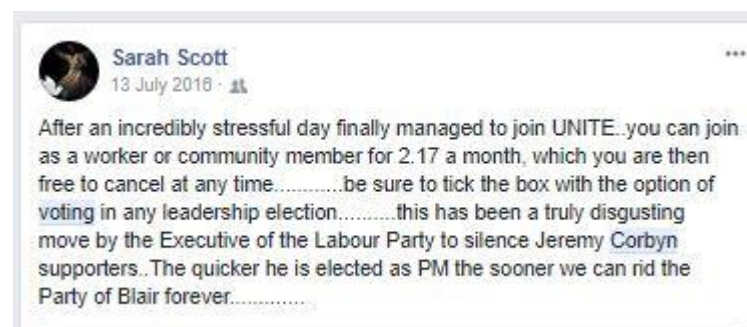 Sarah Scott
13 July 2016
After an incredibly stressful day finally managed to join UNITE..you can join
as a worker or community member for 2.17 a month, which you are then
free to cancel at any time............be sure to tick the box with the option of
voting in any leadership election..........this has been a truly disgusting
move by the Executive of the Labour Party to silence Jeremy Corbyn
supporters..The quicker he is elected as PM the sooner we can rid the
Party of Blair forever.............